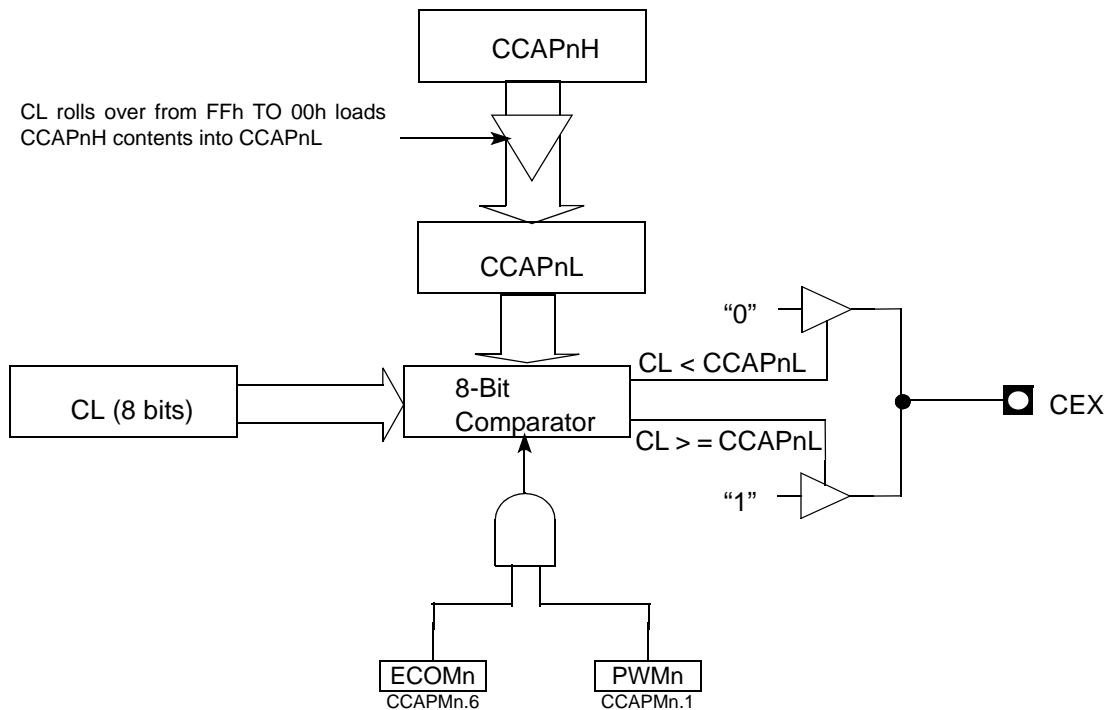 CCAPnH
CL rolls over from FFh TO 00h loads
CCAPnH contents into CCAPnL
CCAPnL
“0”
CL < CCAPnL
CL (8 bits)
8-Bit
Comparator
CEX
CL > = CCAPnL
“1”
ECOMn
CCAPMn.6
PWMn
CCAPMn.1